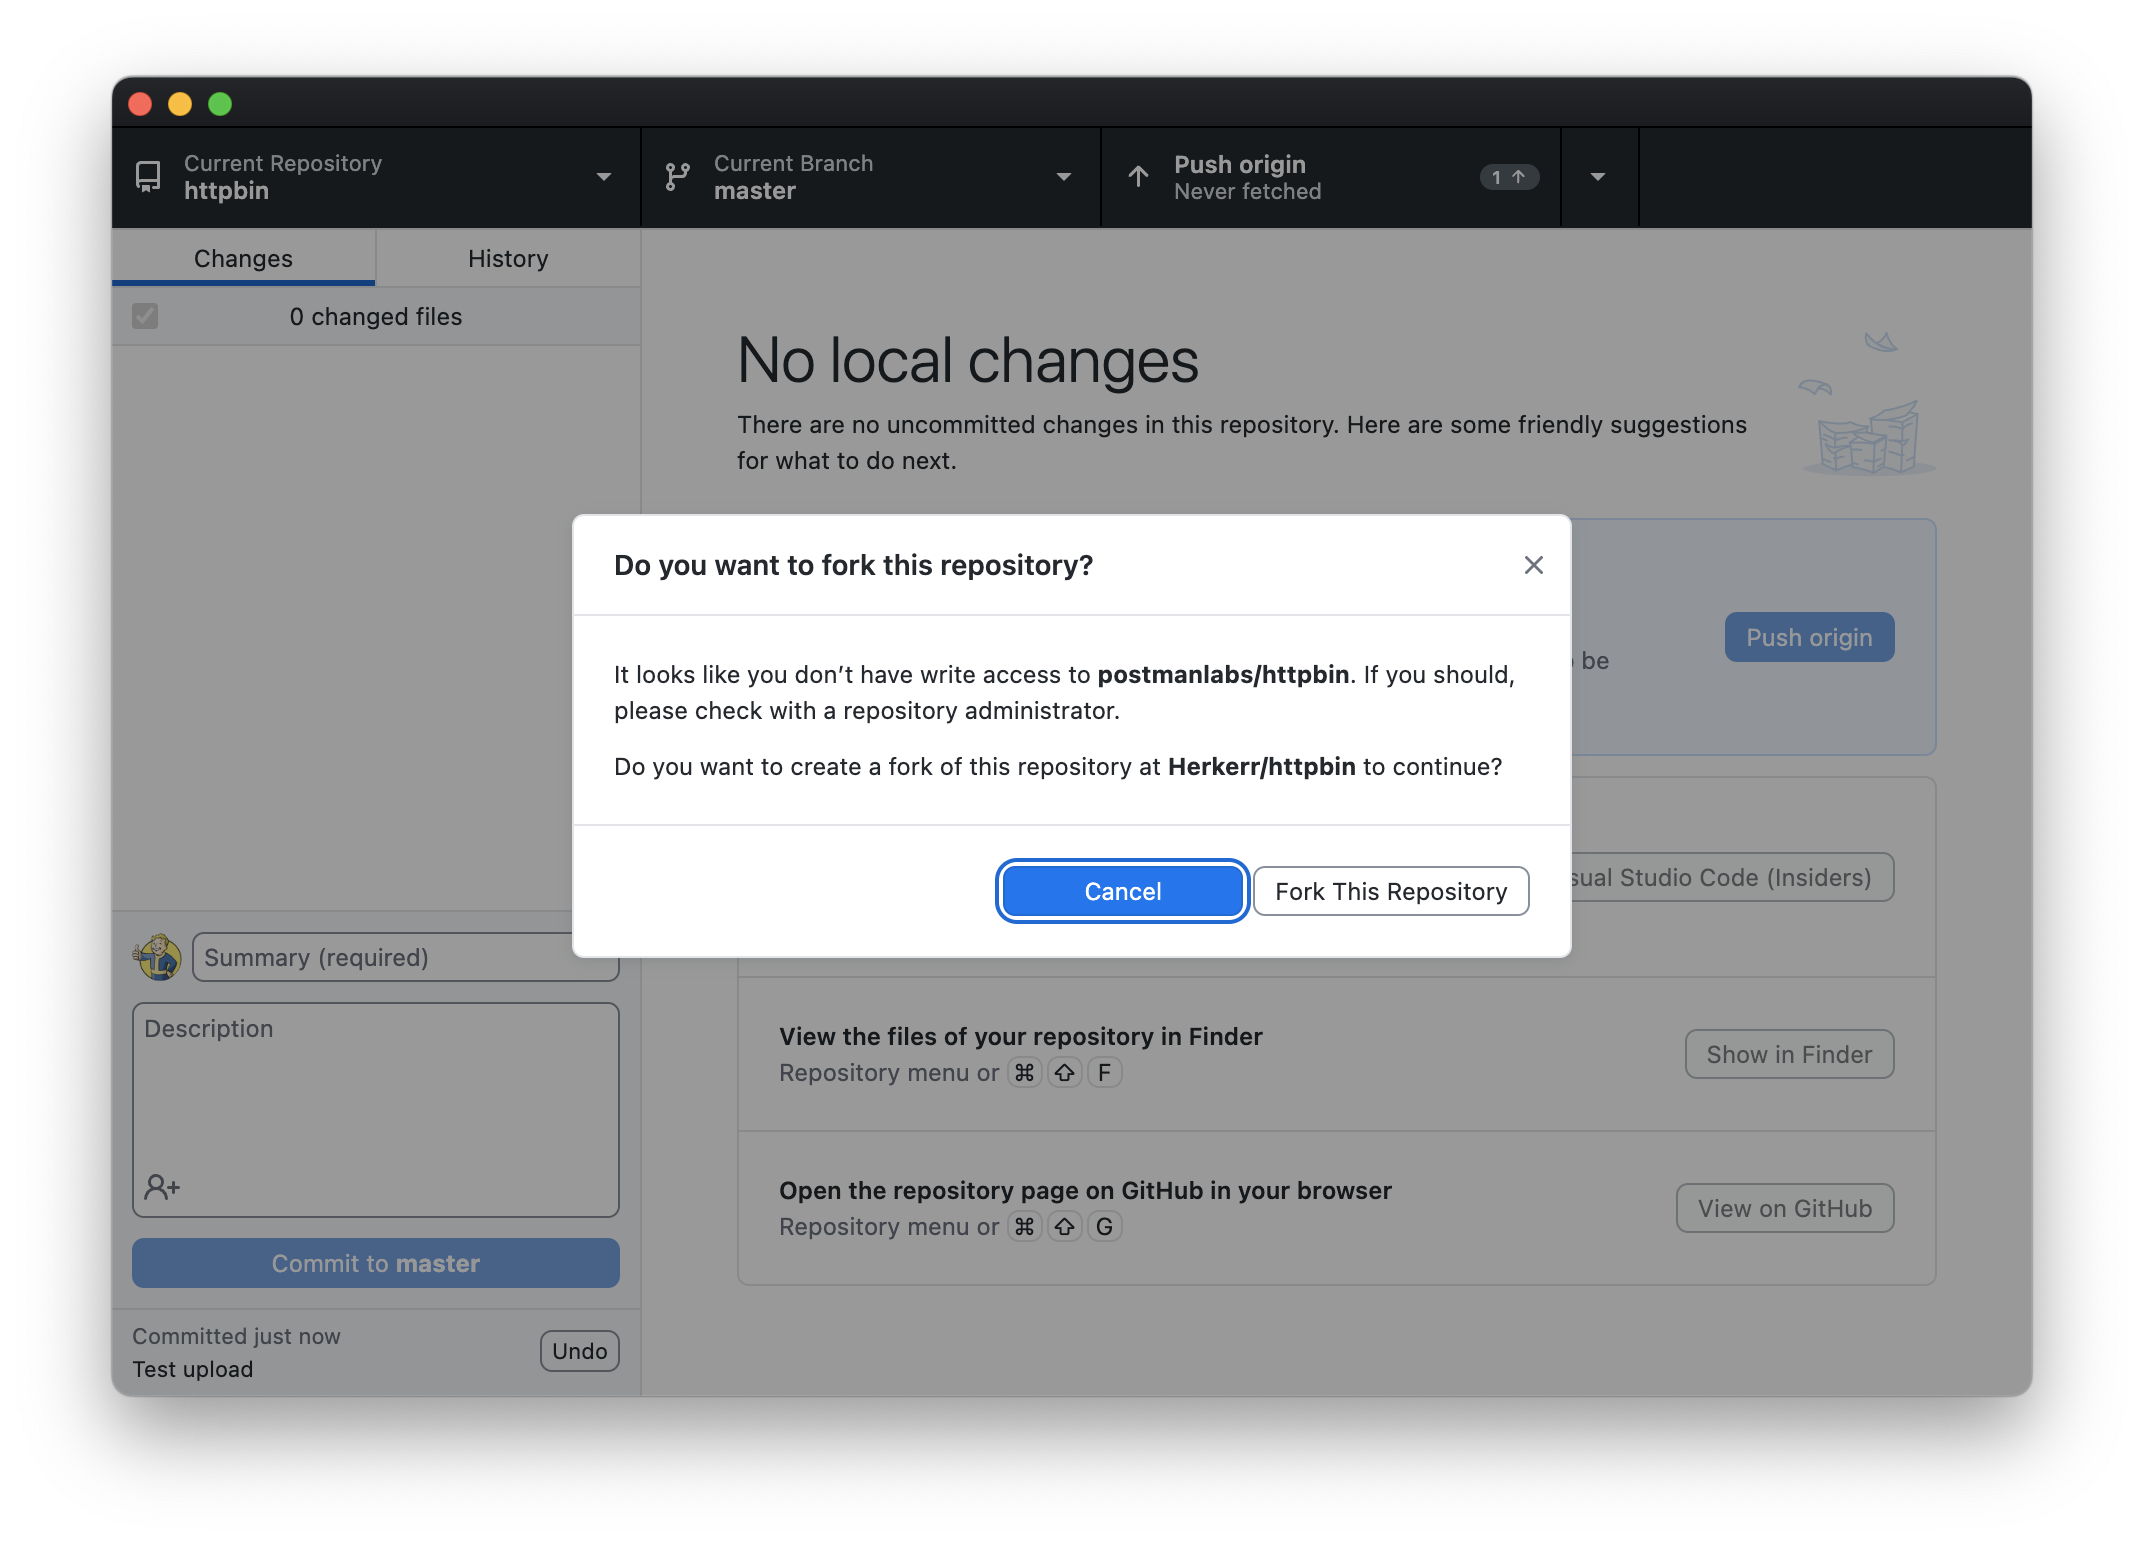 Current Repository
httpbin
Current Branch
master
Push origin
Never fetched
1
Changes
History
0 changed files
No local changes
There are no uncommitted changes in this repository. Here are some friendly suggestions
for what to do next.
be
Push origin
Do you want to fork this repository?
It looks like you don’t have write access to postmanlabs/httpbin. If you should,
please check with a repository administrator.
Do you want to create a fork of this repository at Herkerr/httpbin to continue?
Cancel
Fork This Repository
Studio Code (Insiders)
View the files of your repository in Finder
Repository menu or ⌘ ⇧ F
Show in Finder
Open the repository page on GitHub in your browser
Repository menu or ⌘ ⇧ G
View on GitHub
Summary (required)
Description
Commit to master
Committed just now
Test upload
Undo